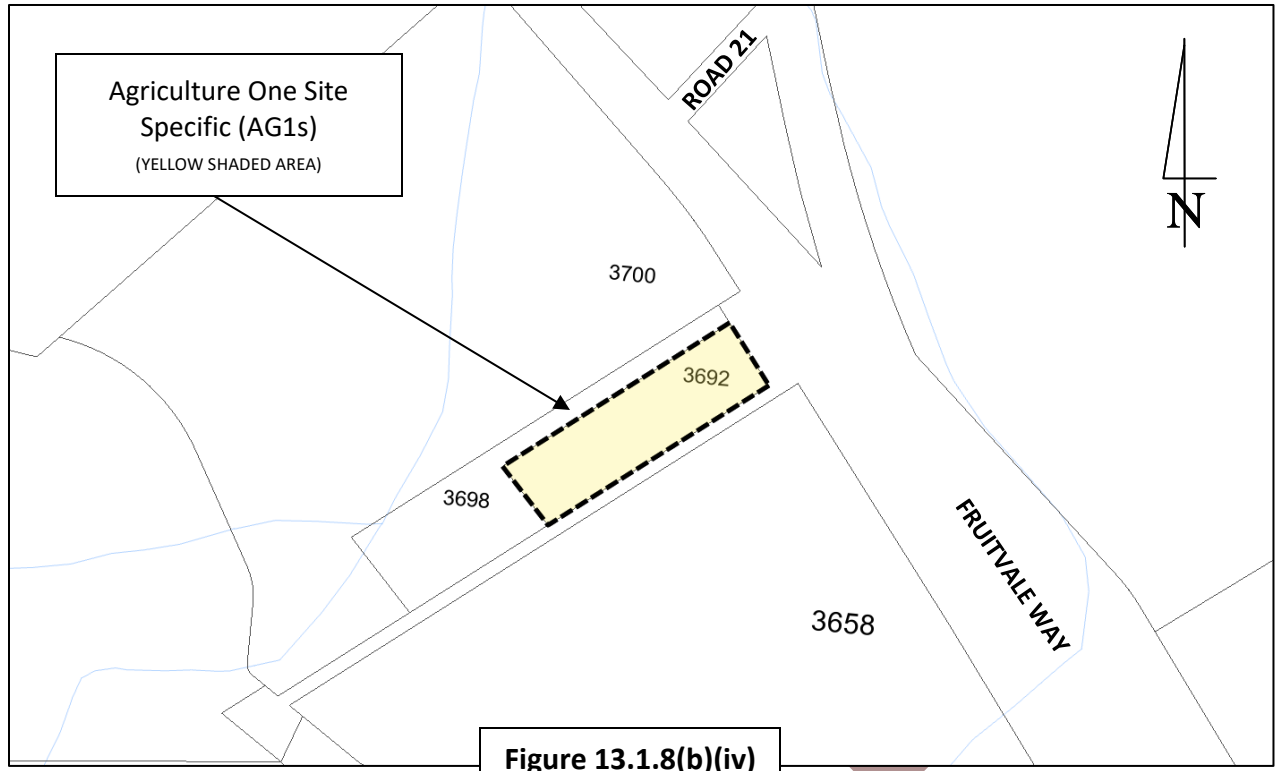 Agriculture One Site
Specific (AG1s)
(YELLOW SHADED AREA)
ROAD 21
N
3700
3692
3698
FRUITVALE WAY
3658
Figure 13.1.8(b)(iv)